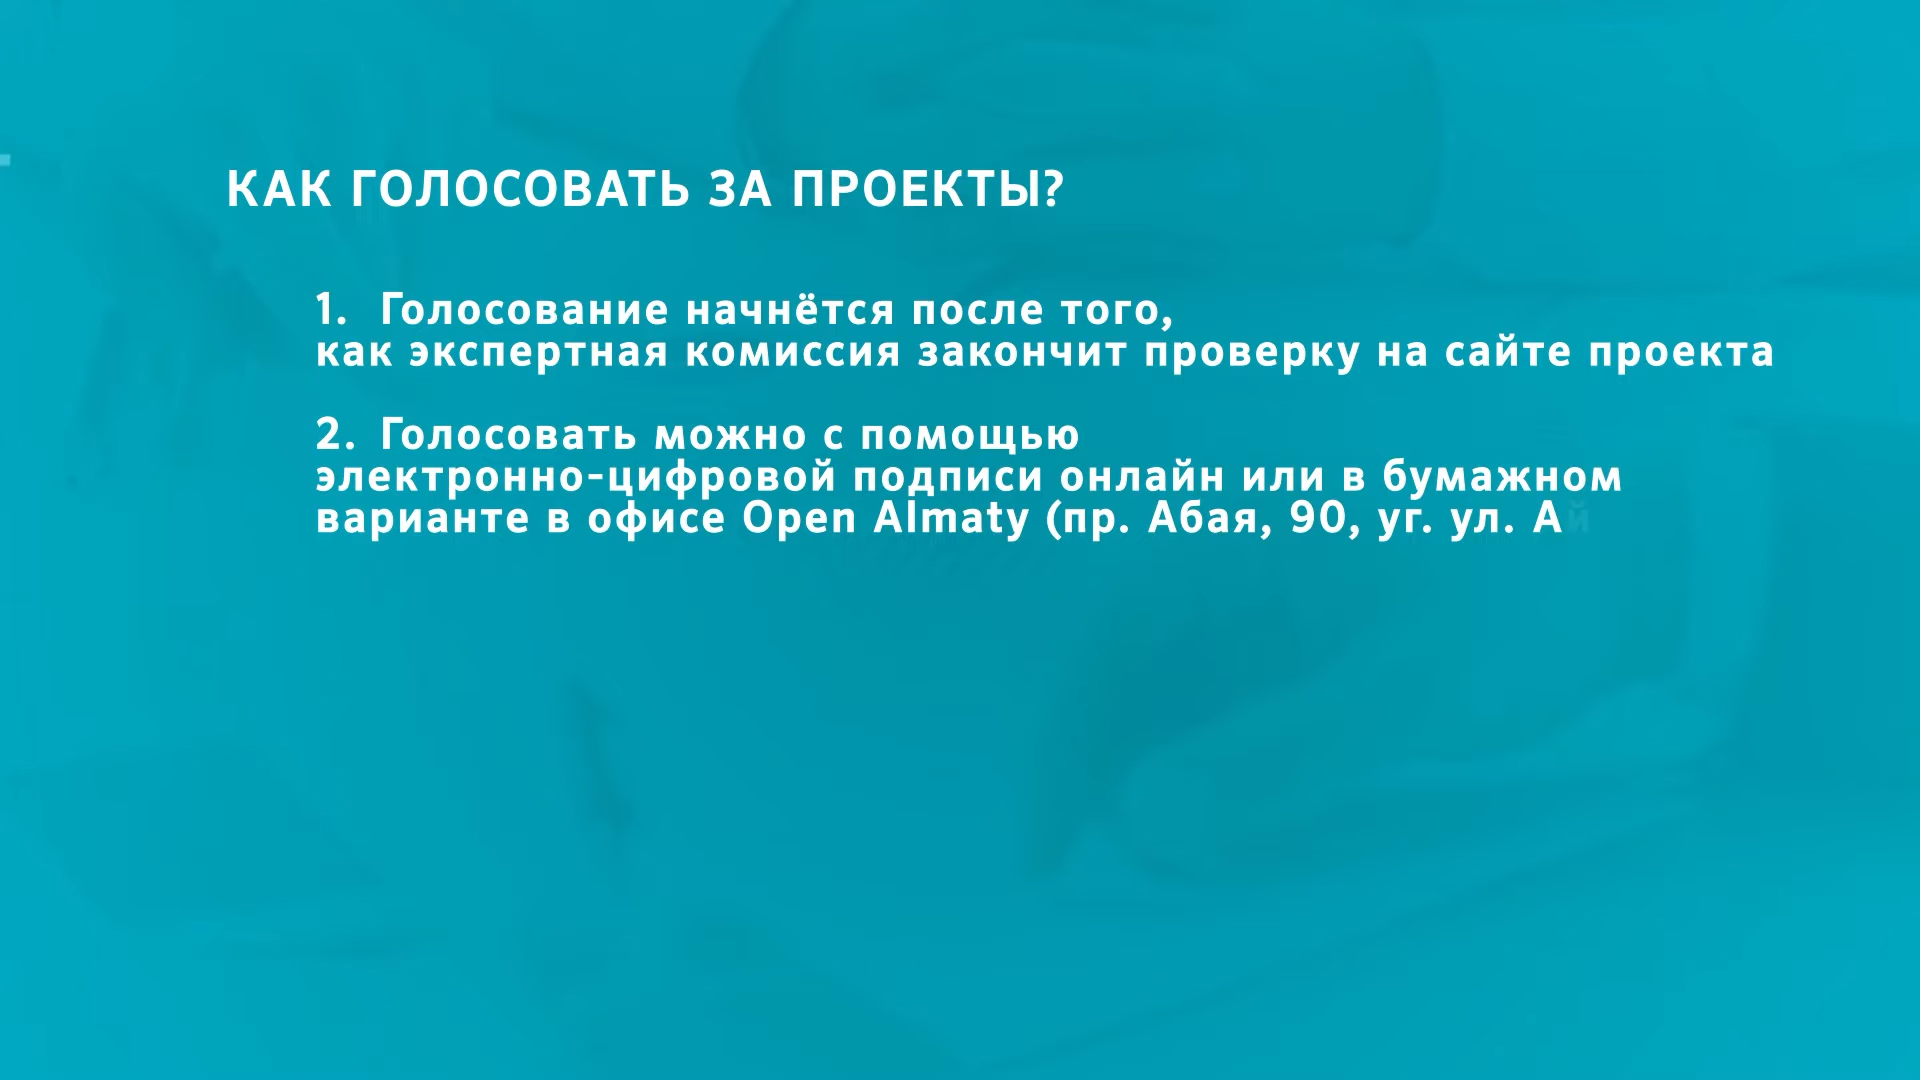 КАК ГОЛОСОВАТЬ ЗА ПРОЕКТЫ?
1. Голосование начнётся после того,
как экспертная комиссия закончит проверку на сайте проекта
2. Голосовать можно с помощью
электронно-цифровой подписи онлайн или в бумажном
варианте в офисе Open Almaty (пр. Абая, 90, уг. ул. Ай